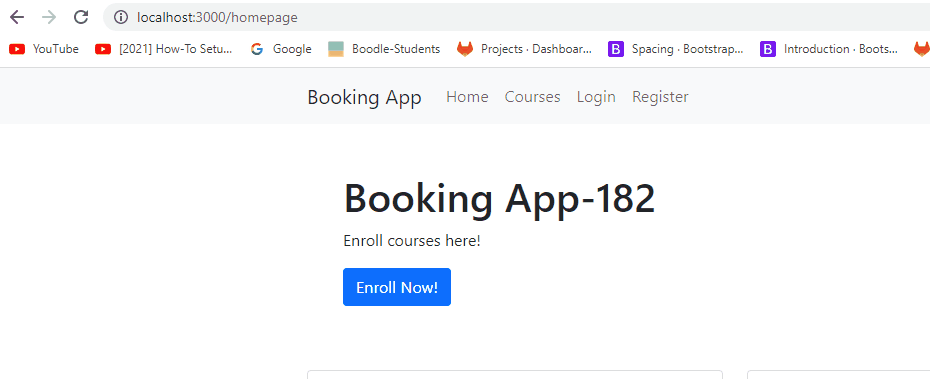 localhost:3000/homepage
YouTube [2021] How-To Setu... Google Boodle-Students Projects · Dashboar... Spacing · Bootstrap... Introduction · Boots...
Booking App Home Courses Login Register
Booking App-182
Enroll courses here!
Enroll Now!